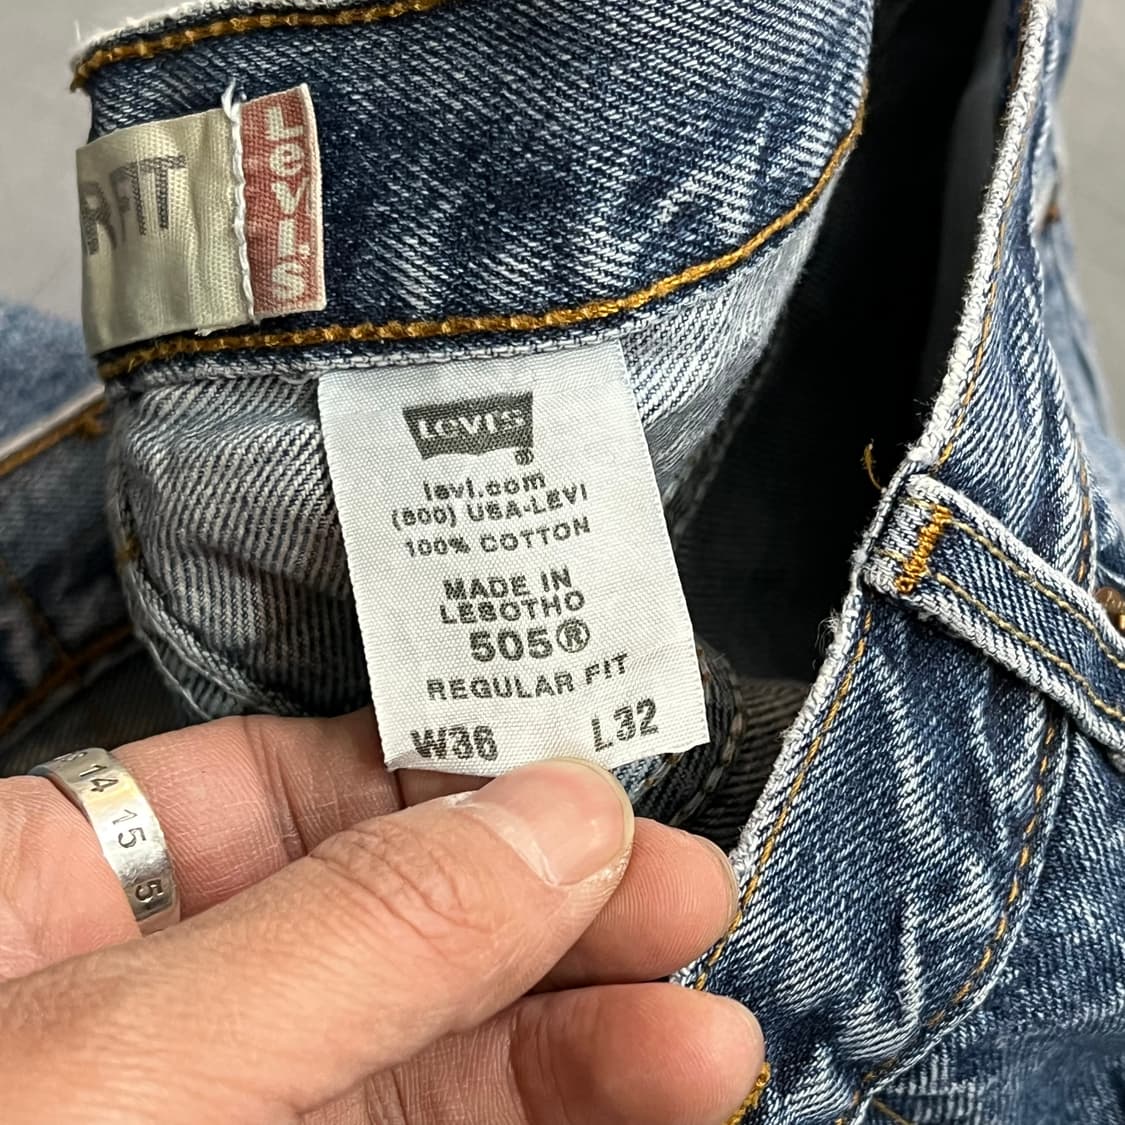 RFIT
Levi's
Levi's
®
levi.com
(800) USA-LEVI
100% COTTON
MADE IN
LESOTHO
505®
REGULAR FIT
W36 L32
14 15 5